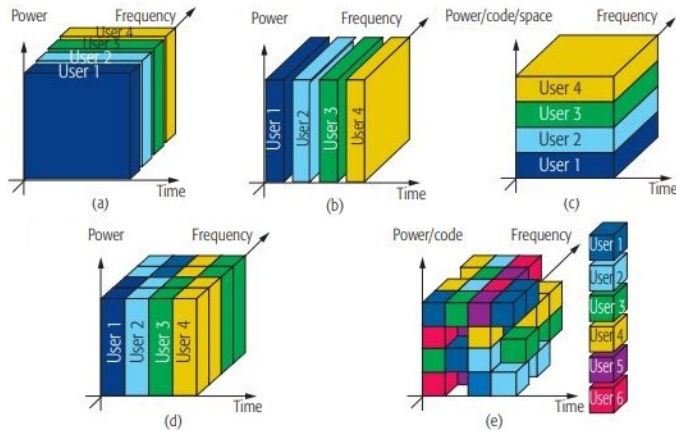 Power
Frequency
User 4
User 3
User 2
User 1
Time
(a)
Power
Frequency
User 1
User 2
User 3
User 4
Time
(b)
Power/code/space
Frequency
User 4
User 3
User 2
User 1
Time
(c)
Power
Frequency
User 1
User 2
User 3
User 4
Time
(d)
Power/code
Frequency
Time
(e)
User 1
User 2
User 3
User 4
User 5
User 6